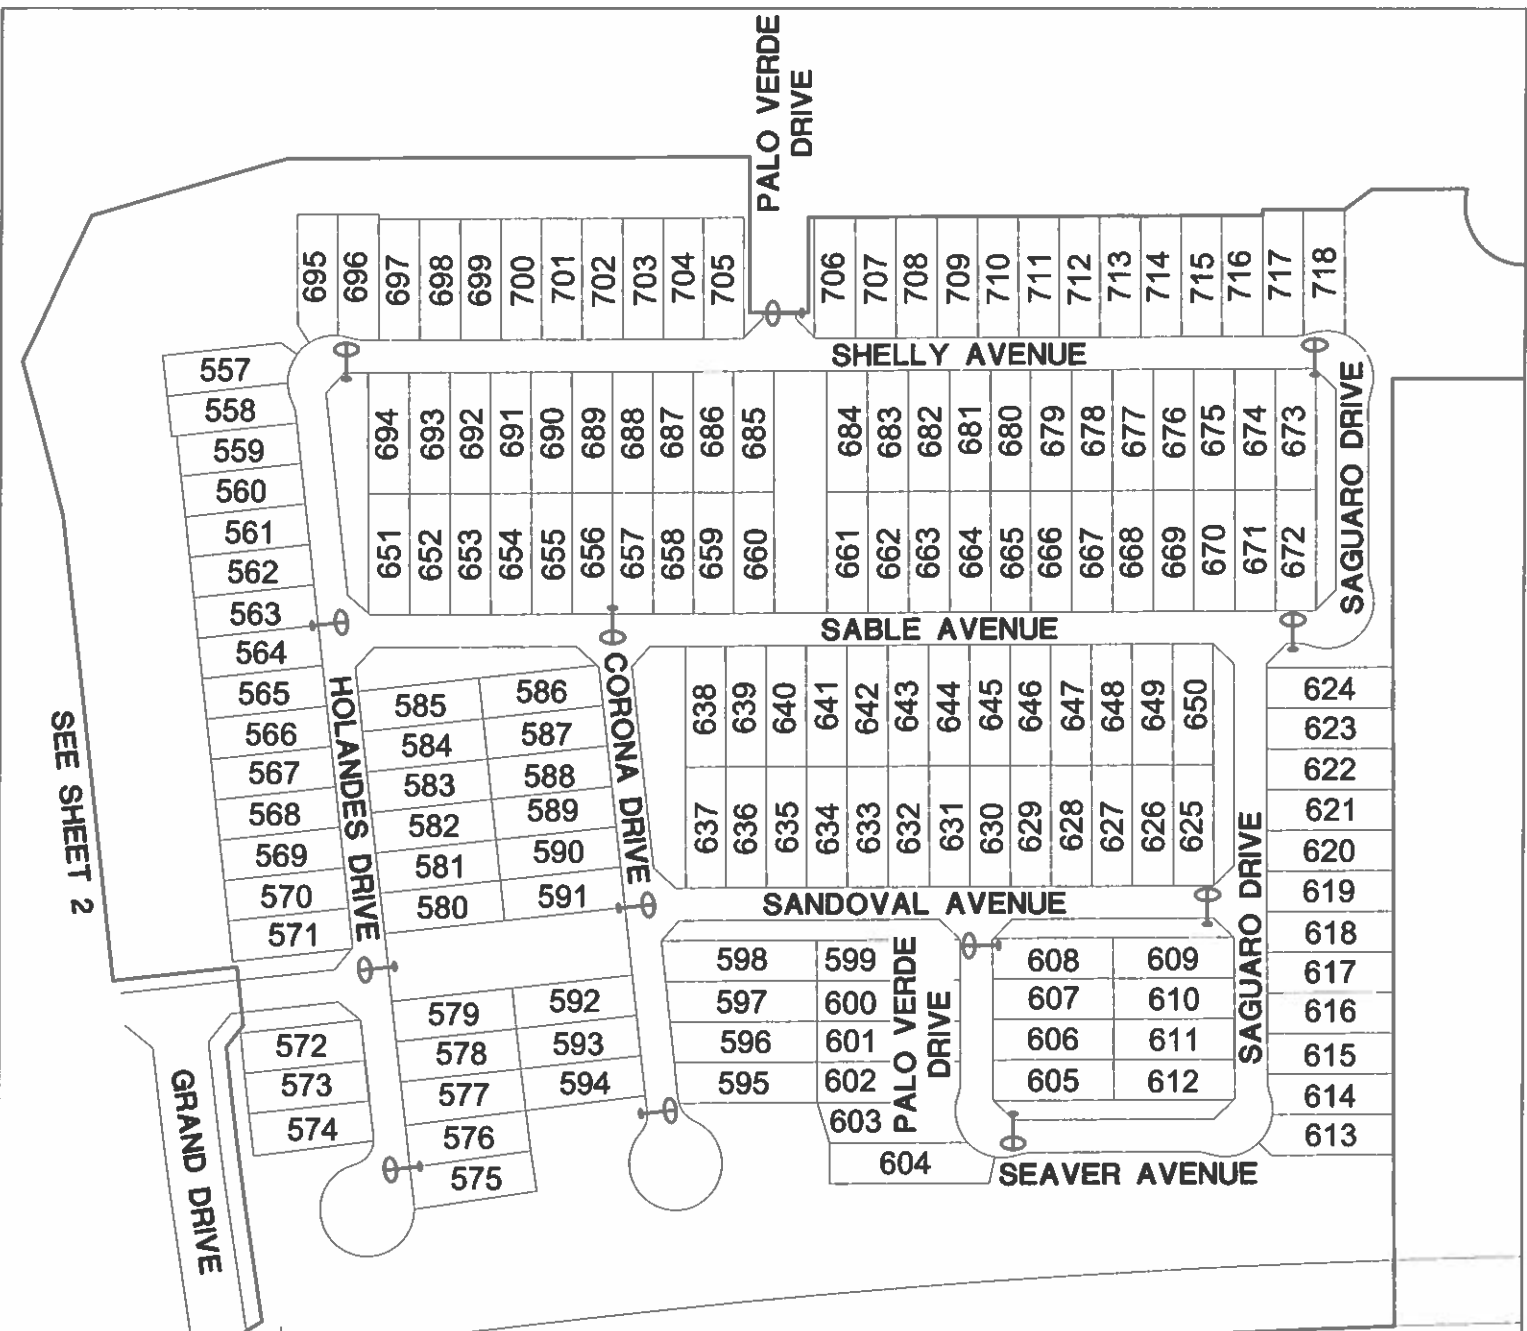 PALO VERDE
DRIVE
695 696 697 698 699 700 701 702 703 704 705
706 707 708 709 710 711 712 713 714 715 716 717 718
SHELLY AVENUE
557
558
559
560
561
562
563
564
565
566
567
568
569
570
571
694 693 692 691 690 689 688 687 686 685
684 683 682 681 680 679 678 677 676 675 674 673
SAGUARO DRIVE
651 652 653 654 655 656 657 658 659 660
661 662 663 664 665 666 667 668 669 670 671 672
SABLE AVENUE
SEE SHEET 2
HOLANDES DRIVE
585 586
584 587
583 588
582 589
581 590
580 591
CORONA DRIVE
638 639 640 641 642 643 644 645 646 647 648 649 650
637 636 635 634 633 632 631 630 629 628 627 626 625
SANDOVAL AVENUE
SAGUARO DRIVE
624
623
622
621
620
619
618
617
616
615
614
613
572
573
574
GRAND DRIVE
579 592
578 593
577 594
576
575
598 599
597 600
596 601
595 602
603
604
PALO VERDE
DRIVE
608 609
607 610
606 611
605 612
SEAVER AVENUE